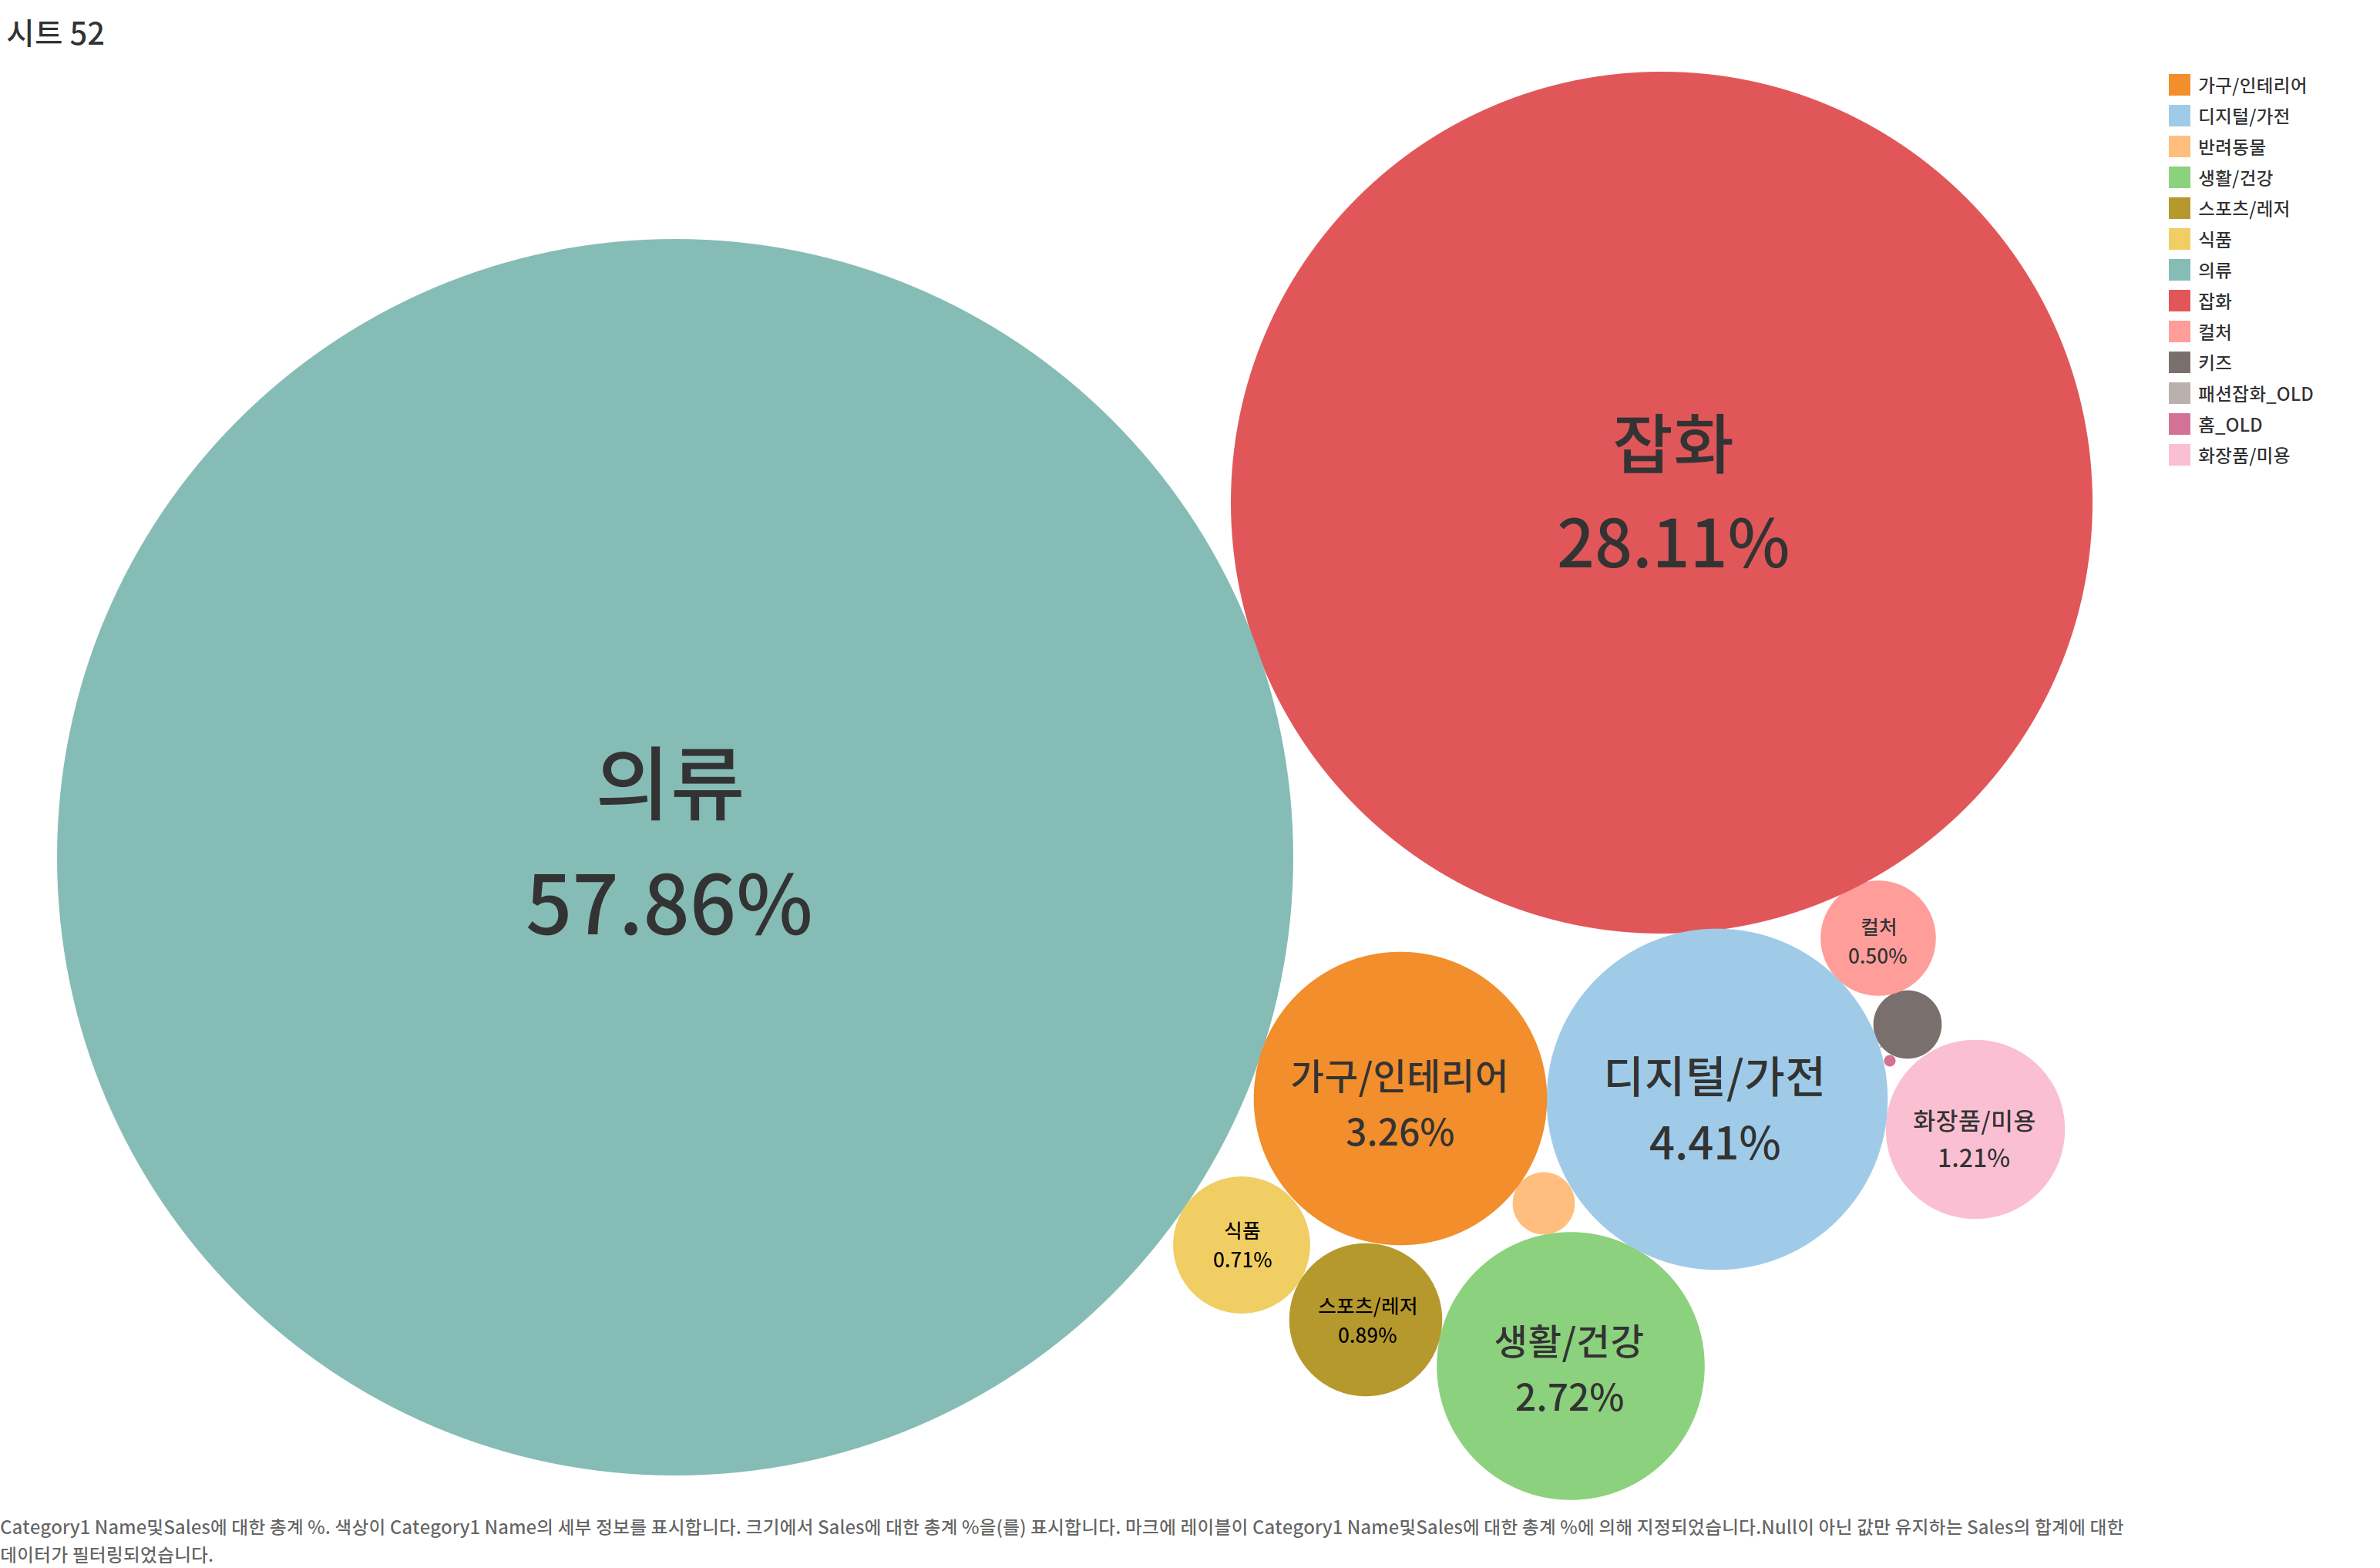 시트 52
가구/인테리어
디지털/가전
반려동물
생활/건강
스포츠/레저
식품
의류
잡화
컬처
키즈
패션잡화_OLD
홈_OLD
화장품/미용
잡화
28.11%
의류
57.86%
컬처
0.50%
가구/인테리어
3.26%
디지털/가전
4.41%
화장품/미용
1.21%
식품
0.71%
스포츠/레저
0.89%
생활/건강
2.72%
Category1 Name및Sales에 대한 총계 %. 색상이 Category1 Name의 세부 정보를 표시합니다. 크기에서 Sales에 대한 총계 %을(를) 표시합니다. 마크에 레이블이 Category1 Name및Sales에 대한 총계 %에 의해 지정되었습니다.Null이 아닌 값만 유지하는 Sales의 합계에 대한
데이터가 필터링되었습니다.